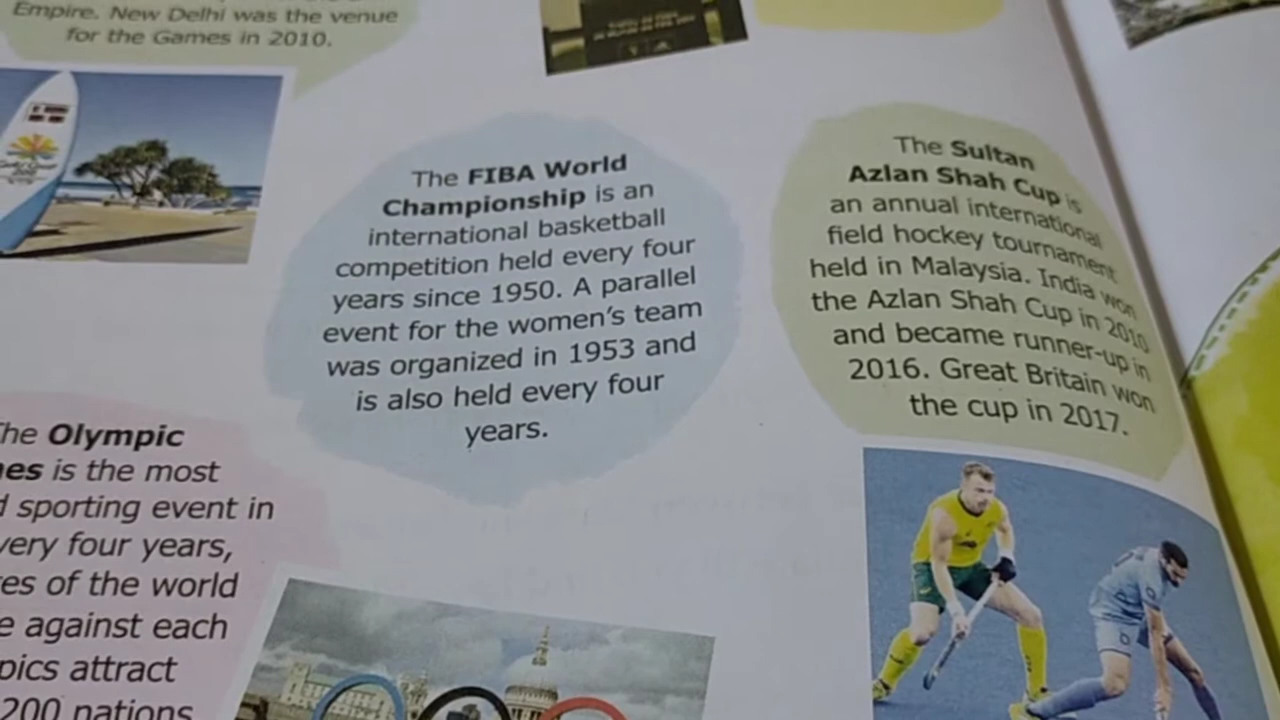 Empire. New Delhi was the venue
for the Games in 2010.
The FIBA World
Championship is an
international basketball
competition held every four
years since 1950. A parallel
event for the women's team
was organized in 1953 and
is also held every four
years.
The Sultan
Azlan Shah Cup is
an annual international
field hockey tournament
held in Malaysia. India won
the Azlan Shah Cup in 2010
and became runner-up in
2016. Great Britain won
the cup in 2017.
Olympic
is the most
sporting event in
four years,
of the world
against each
attract
200 nations